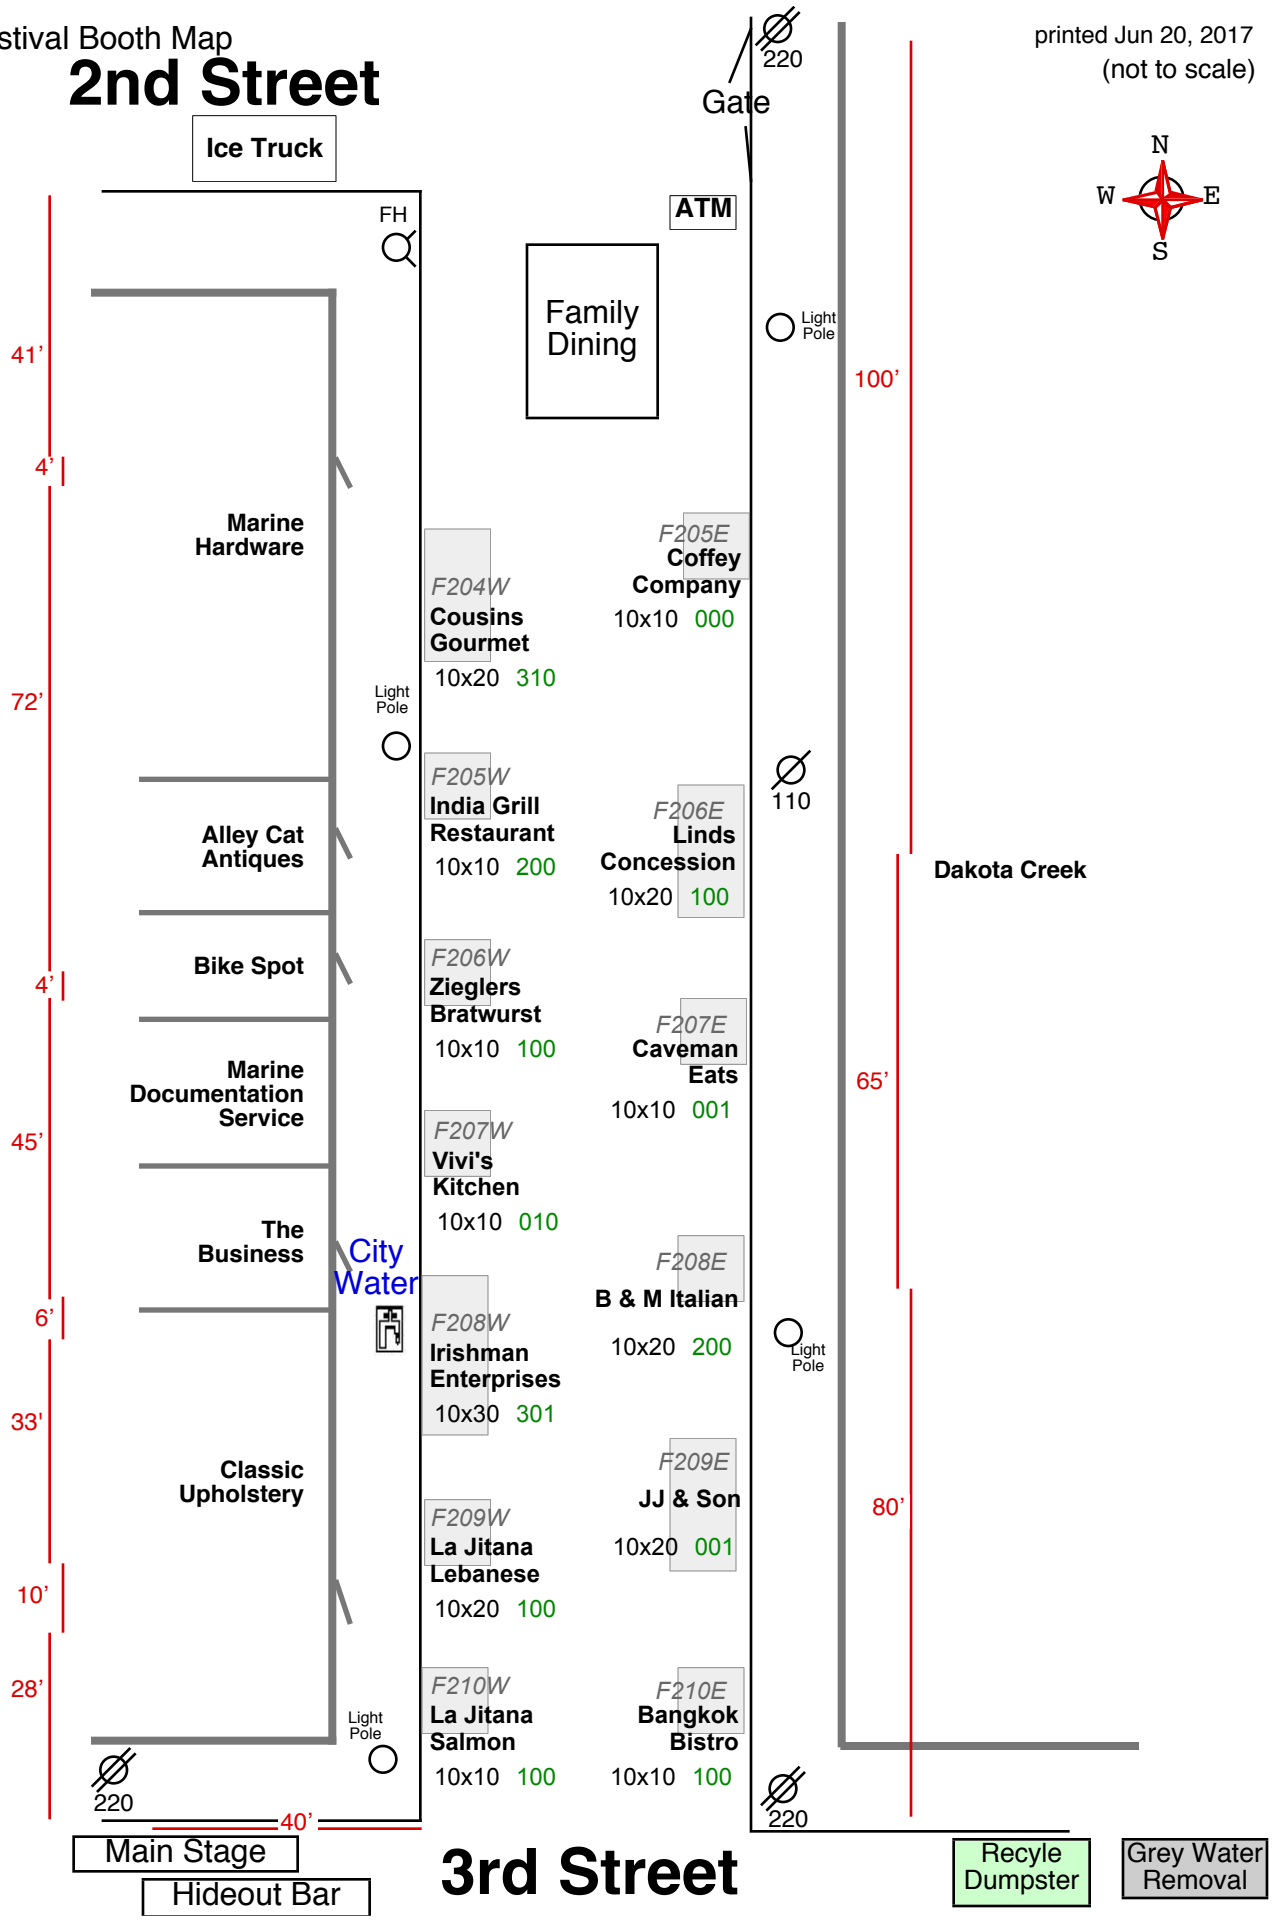 stival Booth Map
printed Jun 20, 2017
(not to scale)
2nd Street
220
Gate
Ice Truck
N
W E
S
ATM
FH
Family
Dining
Light
Pole
41’
100’
4’
Marine
Hardware
F205E
Coffey
Company
10x10 000
F204W
Cousins
Gourmet
10x20 310
Light
Pole
72’
F205W
India Grill
Restaurant
10x10 200
110
F206E
Linds
Concession
10x20 100
Alley Cat
Antiques
Dakota Creek
Bike Spot
4’
F206W
Zieglers
Bratwurst
10x10 100
F207E
Caveman
Eats
10x10 001
Marine
Documentation
Service
65’
45’
F207W
Vivi's
Kitchen
10x10 010
The
Business
City
Water
F208E
B & M Italian
10x20 200
6’
F208W
Irishman
Enterprises
10x30 301
Light
Pole
33'
Classic
Upholstery
F209E
JJ & Son
10x20 001
80’
F209W
La Jitana
Lebanese
10x20 100
10’
28’
F210W
La Jitana
Salmon
10x10 100
F210E
Bangkok
Bistro
10x10 100
Light
Pole
220
220
40’
Main Stage
Hideout Bar
3rd Street
Recyle
Dumpster
Grey Water
Removal